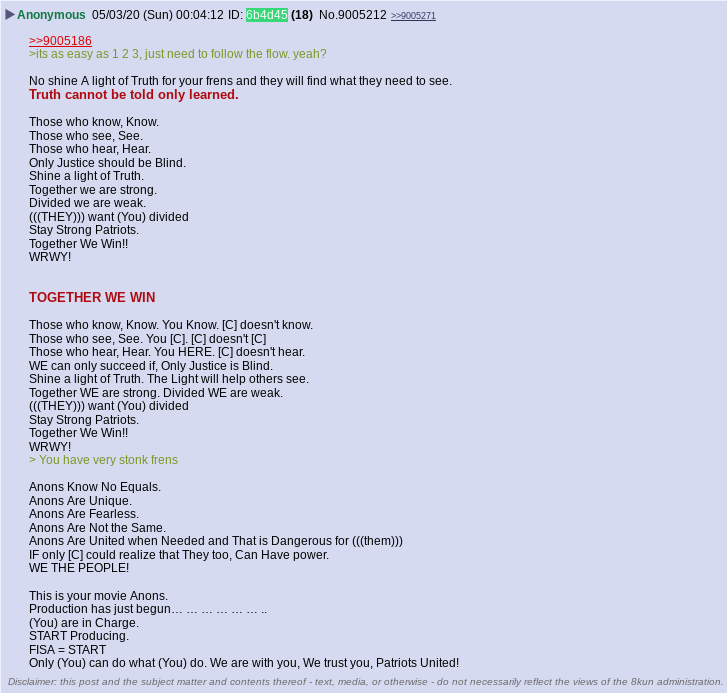 ▶Anonymous 05/03/20 (Sun) 00:04:12 ID: 6b4d45 (18) No.9005212 >>9005271
>>9005186
>its as easy as 1 2 3, just need to follow the flow. yeah?
No shine A light of Truth for your frens and they will find what they need to see.
Truth cannot be told only learned.
Those who know, Know.
Those who see, See.
Those who hear, Hear.
Only Justice should be Blind.
Shine a light of Truth.
Together we are strong.
Divided we are weak.
(((THEY))) want (You) divided
Stay Strong Patriots.
Together We Win!!
WRWY!
TOGETHER WE WIN
Those who know, Know. You Know. [C] doesn't know.
Those who see, See. You [C]. [C] doesn't [C]
Those who hear, Hear. You HERE. [C] doesn't hear.
WE can only succeed if, Only Justice is Blind.
Shine a light of Truth. The Light will help others see.
Together WE are strong. Divided WE are weak.
(((THEY))) want (You) divided
Stay Strong Patriots.
Together We Win!!
WRWY!
> You have very stonk frens
Anons Know No Equals.
Anons Are Unique.
Anons Are Fearless.
Anons Are Not the Same.
Anons Are United when Needed and That is Dangerous for (((them)))
IF only [C] could realize that They too, Can Have power.
WE THE PEOPLE!
This is your movie Anons.
Production has just begun… … … … … … ..
(You) are in Charge.
START Producing.
FISA = START
Only (You) can do what (You) do. We are with you, We trust you, Patriots United!
Disclaimer: this post and the subject matter and contents thereof - text, media, or otherwise - do not necessarily reflect the views of the 8kun administration.